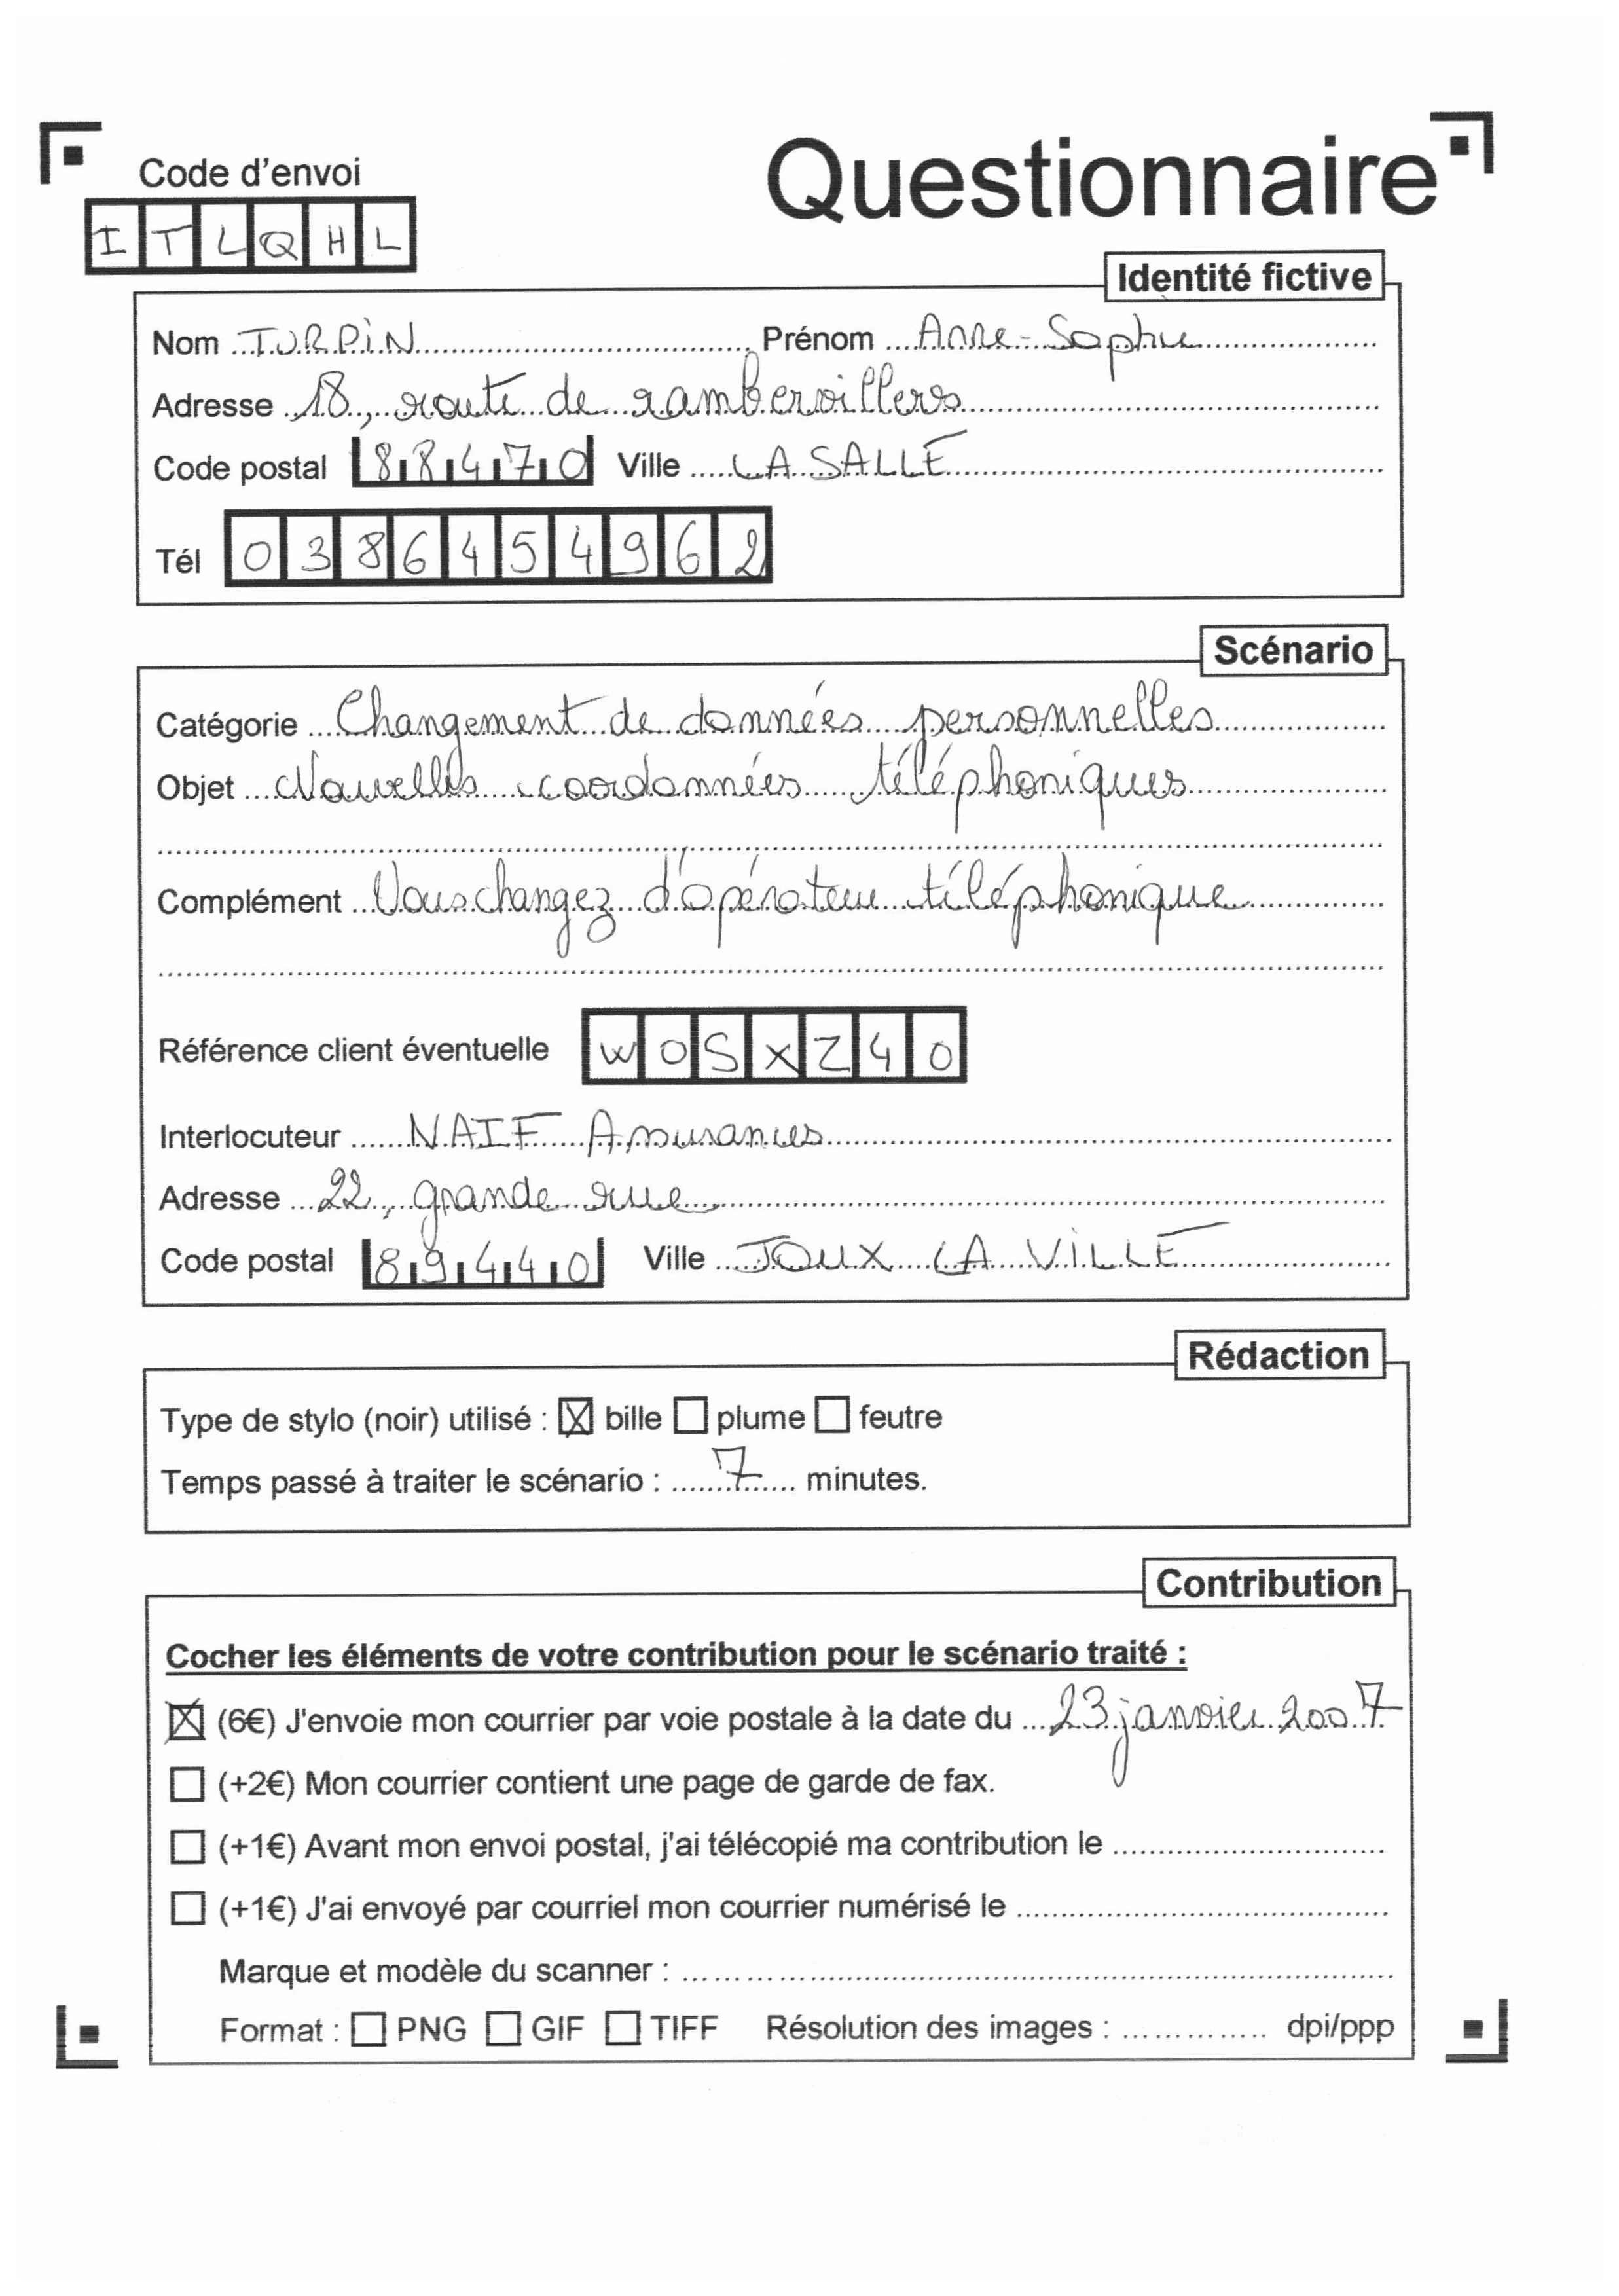 Code d'envoi
Questionnaire
ITLQHL
Identité fictive
Nom TURPIN Prénom Anne-Sophie
Adresse 18, route de rambervillers
Code postal 88470 Ville LA SALLE
Tél 0386454962
Scénario
Catégorie Changement de données personnelles
Objet Nouvelles coordonnées téléphoniques
Complément Vous changez d'opérateur téléphonique
Référence client éventuelle WOSXZ40
Interlocuteur NAIF Assurances
Adresse 22, grande rue
Code postal 89440 Ville JOUX LA VILLE
Rédaction
Type de stylo (noir) utilisé : ☒ bille ☐ plume ☐ feutre
Temps passé à traiter le scénario : 7 minutes.
Contribution
Cocher les éléments de votre contribution pour le scénario traité :
☒ (6€) J'envoie mon courrier par voie postale à la date du 23 janvier 2007
☐ (+2€) Mon courrier contient une page de garde de fax.
☐ (+1€) Avant mon envoi postal, j'ai télécopié ma contribution le
☐ (+1€) J'ai envoyé par courriel mon courrier numérisé le
Marque et modèle du scanner :
Format : ☐ PNG ☐ GIF ☐ TIFF Résolution des images : dpi/ppp